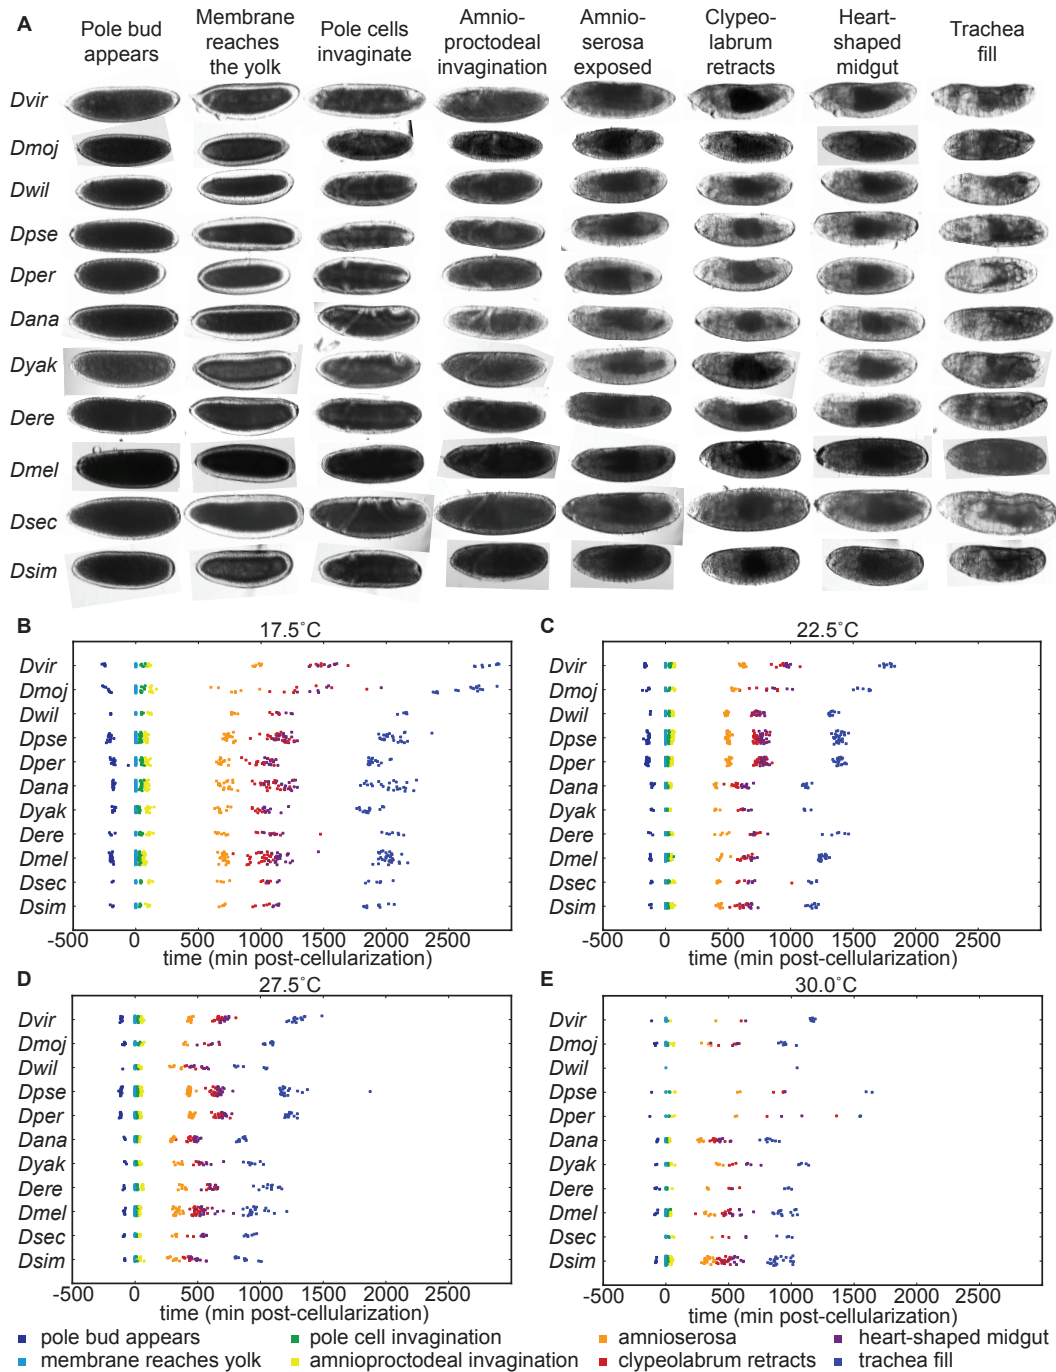 A
Pole bud
appears
Membrane
reaches
the yolk
Pole cells
invaginate
Amnio-
proctodeal
invagination
Amnio-
serosa
exposed
Clypeo-
labrum
retracts
Heart-
shaped
midgut
Trachea
fill
Dvir
Dmoj
Dwil
Dpse
Dper
Dana
Dyak
Dere
Dmel
Dsec
Dsim
B
17.5˚C
Dvir
Dmoj
Dwil
Dpse
Dper
Dana
Dyak
Dere
Dmel
Dsec
Dsim
-500 0 500 1000 1500 2000 2500
time (min post-cellularization)
C
22.5˚C
Dvir
Dmoj
Dwil
Dpse
Dper
Dana
Dyak
Dere
Dmel
Dsec
Dsim
-500 0 500 1000 1500 2000 2500
time (min post-cellularization)
D
27.5˚C
Dvir
Dmoj
Dwil
Dpse
Dper
Dana
Dyak
Dere
Dmel
Dsec
Dsim
-500 0 500 1000 1500 2000 2500
time (min post-cellularization)
E
30.0˚C
Dvir
Dmoj
Dwil
Dpse
Dper
Dana
Dyak
Dere
Dmel
Dsec
Dsim
-500 0 500 1000 1500 2000 2500
time (min post-cellularization)
pole bud appears
membrane reaches yolk
pole cell invagination
amnioproctodeal invagination
amnioserosa
clypeolabrum retracts
heart-shaped midgut
trachea fill